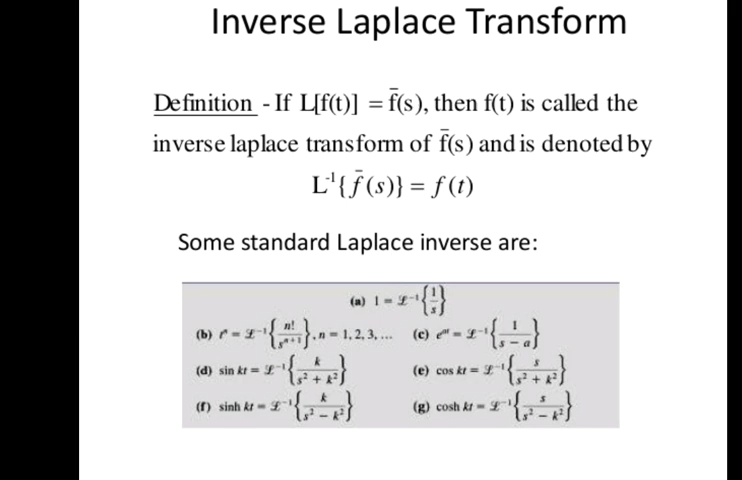 Inverse Laplace Transform
Definition - If L[f(t)] = f̄(s), then f(t) is called the
inverse laplace transform of f̄(s) and is denoted by
L⁻¹{f̄(s)} = f(t)
Some standard Laplace inverse are:
(a) 1 = ℒ⁻¹{1/s}
(b) tⁿ = ℒ⁻¹{n!/sⁿ⁺¹}, n = 1, 2, 3, ... (c) eᵃᵗ = ℒ⁻¹{1/(s − a)}
(d) sin kt = ℒ⁻¹{k/(s² + k²)} (e) cos kt = ℒ⁻¹{s/(s² + k²)}
(f) sinh kt = ℒ⁻¹{k/(s² − k²)} (g) cosh kt = ℒ⁻¹{s/(s² − k²)}